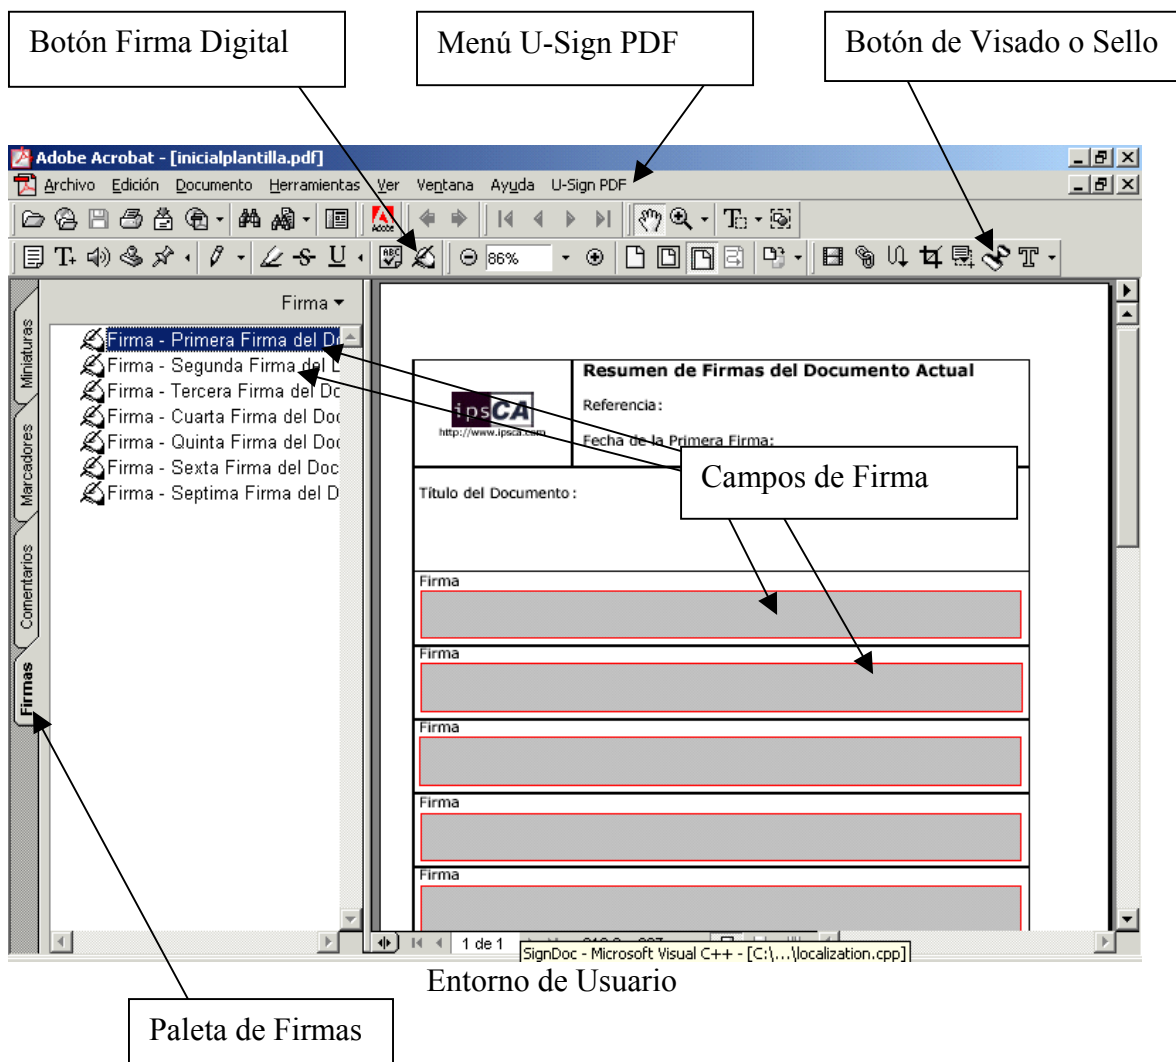 Botón Firma Digital
Menú U-Sign PDF
Botón de Visado o Sello
Adobe Acrobat - [inicialplantilla.pdf]
Archivo Edición Documento Herramientas Ver Ventana Ayuda U-Sign PDF
Adobe
T
T+ S U ABC 86% T
Firma
Miniaturas
Marcadores
Comentarios
Firmas
Firma - Primera Firma del Do
Firma - Segunda Firma del D
Firma - Tercera Firma del Do
Firma - Cuarta Firma del Doc
Firma - Quinta Firma del Doc
Firma - Sexta Firma del Doc
Firma - Septima Firma del D
ipsCA
http://www.ipsca.com
Resumen de Firmas del Documento Actual
Referencia:
Fecha de la Primera Firma:
Campos de Firma
Título del Documento:
Firma
Firma
Firma
Firma
Firma
1 de 1
SignDoc - Microsoft Visual C++ - [C:\...\localization.cpp]
Entorno de Usuario
Paleta de Firmas